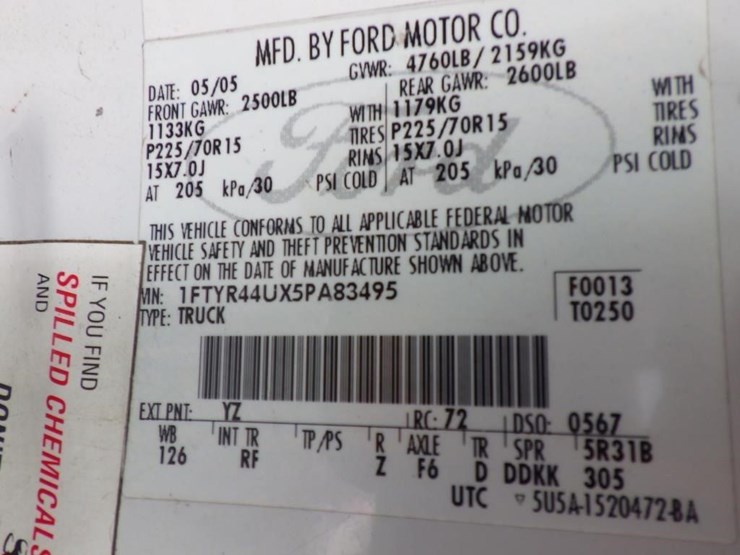 MFD. BY FORD MOTOR CO.
DATE: 05/05 GVWR: 4760LB/ 2159KG
FRONT GAWR: 2500LB REAR GAWR: 2600LB
1133KG WITH 1179KG WITH
P225/70R15 TIRES P225/70R15 TIRES
15X7.0J RIMS 15X7.0J RIMS
AT 205 kPa/30 PSI COLD AT 205 kPa/30 PSI COLD
Ford
THIS VEHICLE CONFORMS TO ALL APPLICABLE FEDERAL MOTOR
VEHICLE SAFETY AND THEFT PREVENTION STANDARDS IN
EFFECT ON THE DATE OF MANUFACTURE SHOWN ABOVE.
VIN: 1FTYR44UX5PA83495 F0013
TYPE: TRUCK T0250
EXT PNT: YZ RC: 72 DSO: 0567
WB INT TR TP/PS R AXLE TR SPR 5R31B
126 RF Z F6 D DDKK 305
UTC ▽5U5A-1520472-BA
IF YOU FIND
SPILLED CHEMICALS
AND